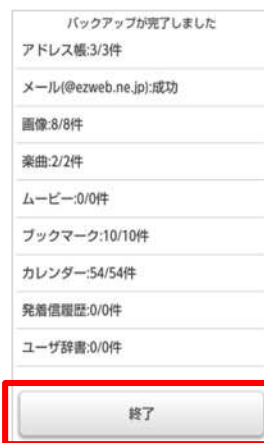 バックアップが完了しました
アドレス帳:3/3件
メール(@ezweb.ne.jp):成功
画像:8/8件
楽曲:2/2件
ムービー:0/0件
ブックマーク:10/10件
カレンダー:54/54件
発着信履歴:0/0件
ユーザ辞書:0/0件
終了